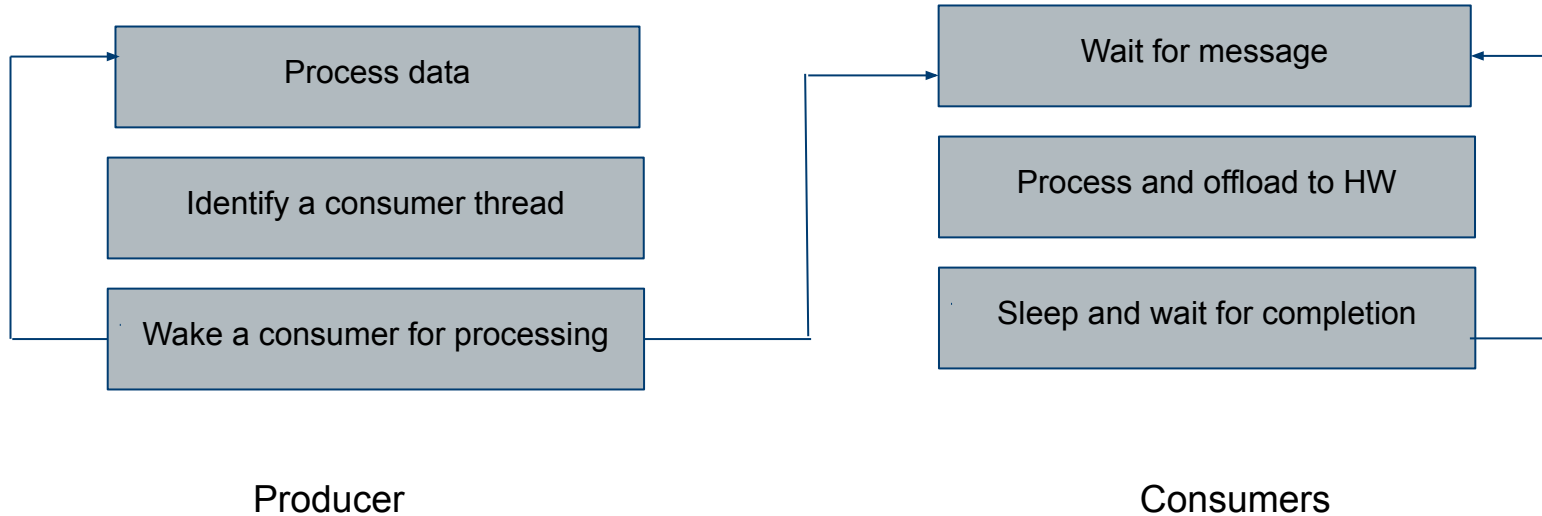 Process data
Identify a consumer thread
Wake a consumer for processing
Producer
Wait for message
Process and offload to HW
Sleep and wait for completion
Consumers